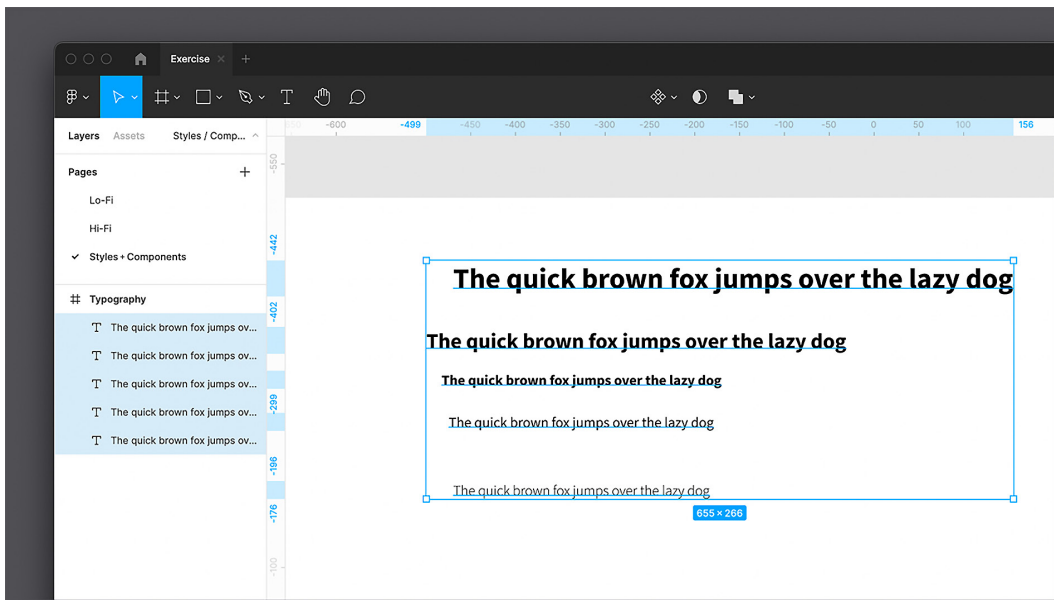 Exercise
Layers Assets Styles / Comp...
-600 -499 -450 -400 -350 -300 -250 -200 -150 -100 -50 0 50 100 156
Pages
-550
Lo-Fi
Hi-Fi
Styles + Components
-442
Typography
-402
The quick brown fox jumps ov...
The quick brown fox jumps ov...
The quick brown fox jumps ov...
The quick brown fox jumps ov...
The quick brown fox jumps ov...
-299
-196
-176
-100
The quick brown fox jumps over the lazy dog
The quick brown fox jumps over the lazy dog
The quick brown fox jumps over the lazy dog
The quick brown fox jumps over the lazy dog
The quick brown fox jumps over the lazy dog
655 × 266